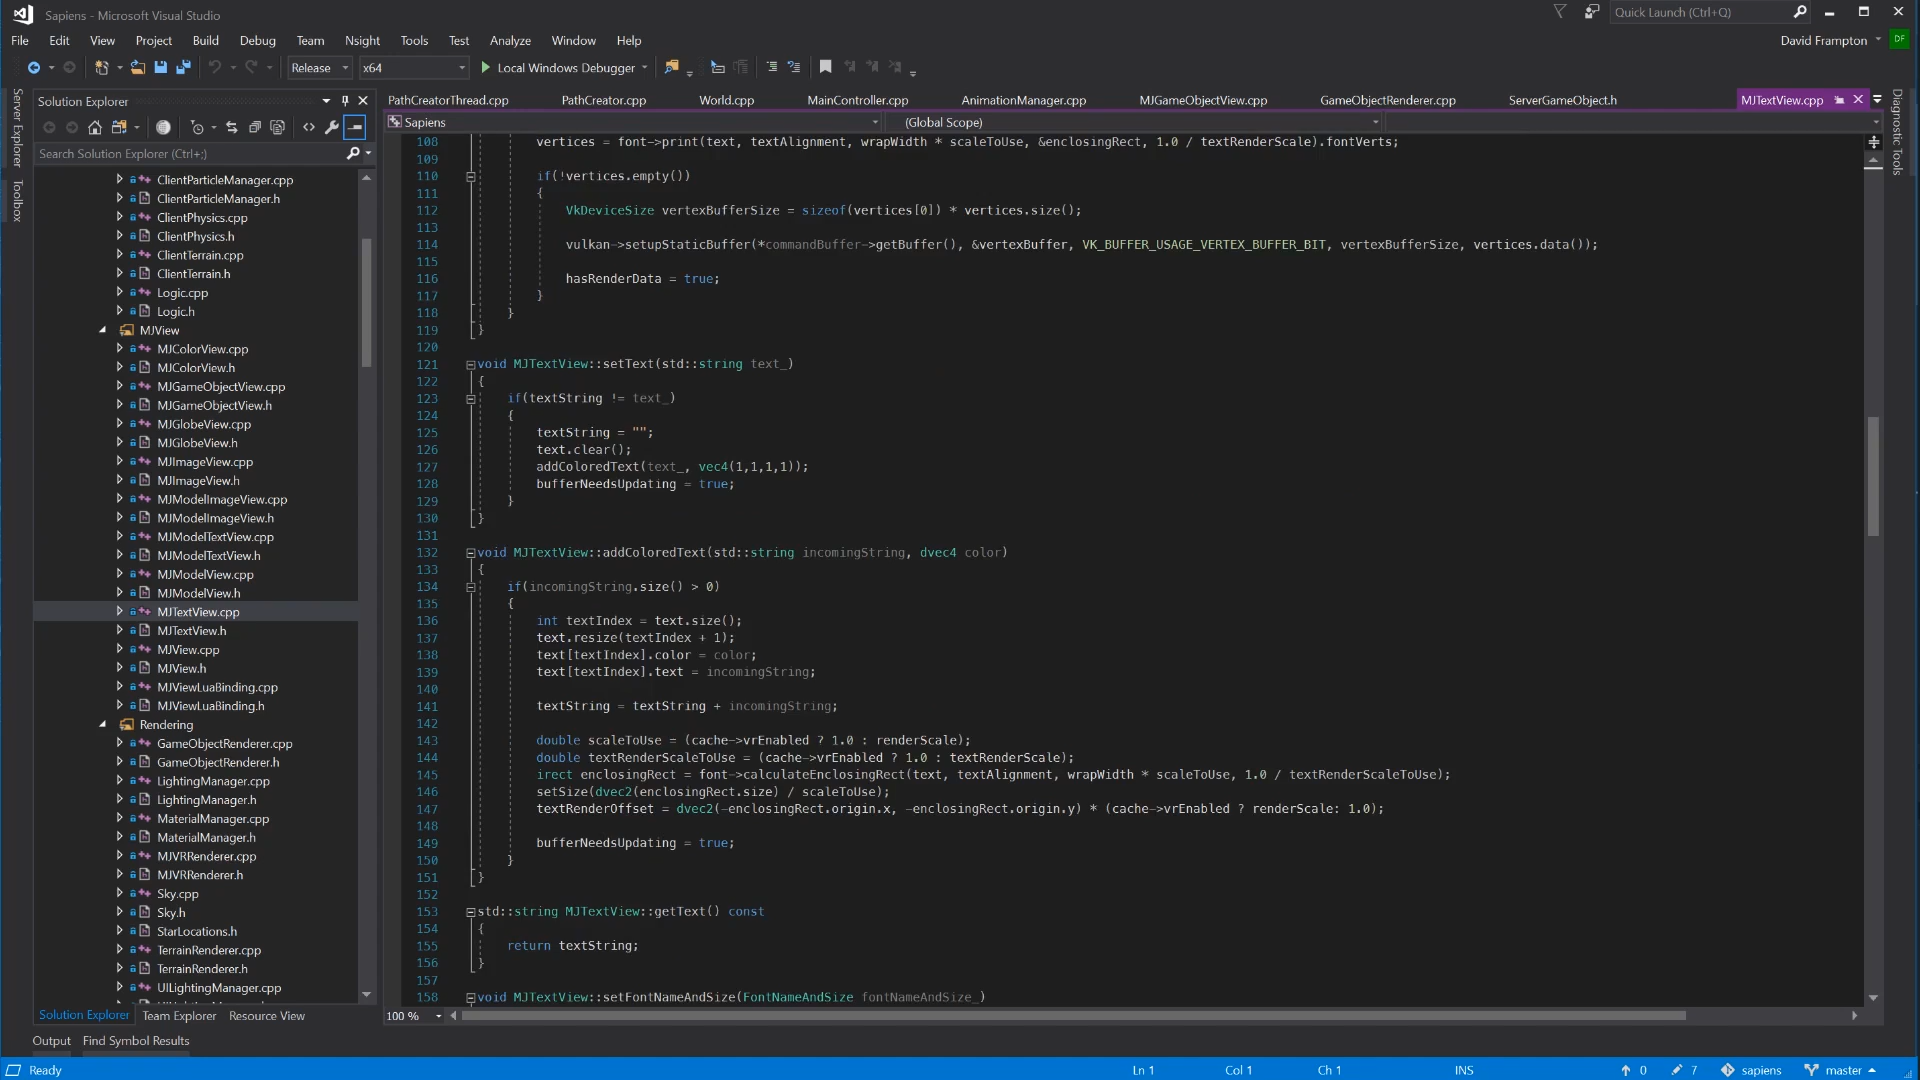 Sapiens - Microsoft Visual Studio
Quick Launch (Ctrl+Q)
File Edit View Project Build Debug Team Nsight Tools Test Analyze Window Help
David Frampton DF
Release x64 Local Windows Debugger
Server Explorer
Toolbox
Solution Explorer
Search Solution Explorer (Ctrl+;)
ClientParticleManager.cpp
ClientParticleManager.h
ClientPhysics.cpp
ClientPhysics.h
ClientTerrain.cpp
ClientTerrain.h
Logic.cpp
Logic.h
MJView
MJColorView.cpp
MJColorView.h
MJGameObjectView.cpp
MJGameObjectView.h
MJGlobeView.cpp
MJGlobeView.h
MJImageView.cpp
MJImageView.h
MJModelImageView.cpp
MJModelImageView.h
MJModelTextView.cpp
MJModelTextView.h
MJModelView.cpp
MJModelView.h
MJTextView.cpp
MJTextView.h
MJView.cpp
MJView.h
MJViewLuaBinding.cpp
MJViewLuaBinding.h
Rendering
GameObjectRenderer.cpp
GameObjectRenderer.h
LightingManager.cpp
LightingManager.h
MaterialManager.cpp
MaterialManager.h
MJVRRenderer.cpp
MJVRRenderer.h
Sky.cpp
Sky.h
StarLocations.h
TerrainRenderer.cpp
TerrainRenderer.h
UILightingManager.cpp
Solution Explorer Team Explorer Resource View
PathCreatorThread.cpp PathCreator.cpp World.cpp MainController.cpp AnimationManager.cpp MJGameObjectView.cpp GameObjectRenderer.cpp ServerGameObject.h MJTextView.cpp
Sapiens (Global Scope)
108 vertices = font->print(text, textAlignment, wrapWidth * scaleToUse, &enclosingRect, 1.0 / textRenderScale).fontVerts;
109
110 if(!vertices.empty())
111 {
112 VkDeviceSize vertexBufferSize = sizeof(vertices[0]) * vertices.size();
113
114 vulkan->setupStaticBuffer(*commandBuffer->getBuffer(), &vertexBuffer, VK_BUFFER_USAGE_VERTEX_BUFFER_BIT, vertexBufferSize, vertices.data());
115
116 hasRenderData = true;
117 }
118 }
119 }
120
121 void MJTextView::setText(std::string text_)
122 {
123 if(textString != text_)
124 {
125 textString = "";
126 text.clear();
127 addColoredText(text_, vec4(1,1,1,1));
128 bufferNeedsUpdating = true;
129 }
130 }
131
132 void MJTextView::addColoredText(std::string incomingString, dvec4 color)
133 {
134 if(incomingString.size() > 0)
135 {
136 int textIndex = text.size();
137 text.resize(textIndex + 1);
138 text[textIndex].color = color;
139 text[textIndex].text = incomingString;
140
141 textString = textString + incomingString;
142
143 double scaleToUse = (cache->vrEnabled ? 1.0 : renderScale);
144 double textRenderScaleToUse = (cache->vrEnabled ? 1.0 : textRenderScale);
145 irect enclosingRect = font->calculateEnclosingRect(text, textAlignment, wrapWidth * scaleToUse, 1.0 / textRenderScaleToUse);
146 setSize(dvec2(enclosingRect.size) / scaleToUse);
147 textRenderOffset = dvec2(-enclosingRect.origin.x, -enclosingRect.origin.y) * (cache->vrEnabled ? renderScale: 1.0);
148
149 bufferNeedsUpdating = true;
150 }
151 }
152
153 std::string MJTextView::getText() const
154 {
155 return textString;
156 }
157
158 void MJTextView::setFontNameAndSize(FontNameAndSize fontNameAndSize_)
100 %
Diagnostic Tools
Output Find Symbol Results
Ready Ln 1 Col 1 Ch 1 INS 0 7 sapiens master